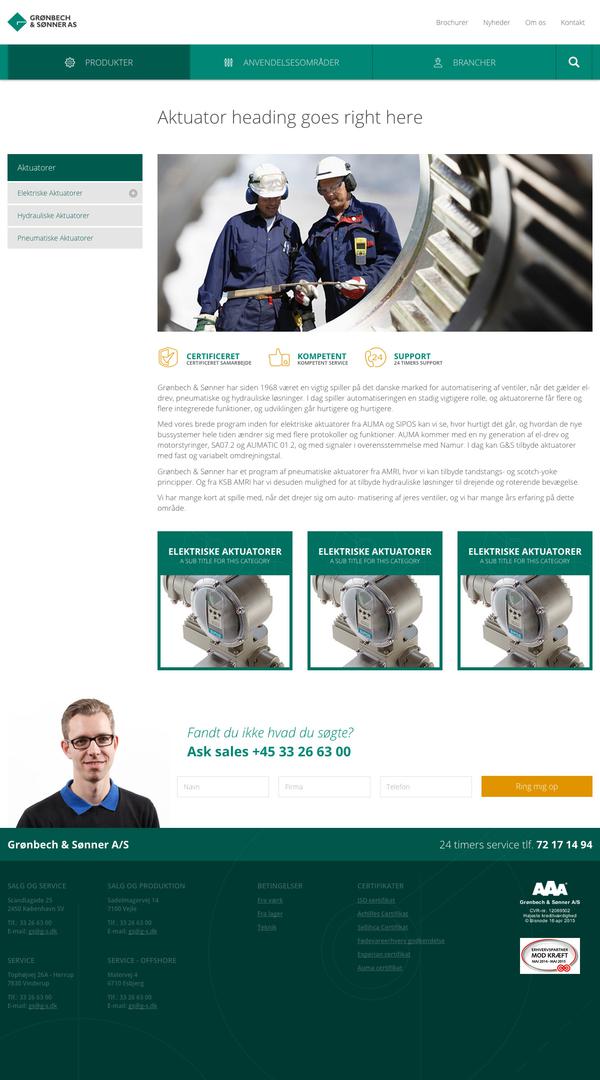 GRØNBECH
& SØNNER AS
Brochurer Nyheder Om os Kontakt
PRODUKTER ANVENDELSESOMRÅDER BRANCHER
Aktuator heading goes right here
Aktuatorer
Elektriske Aktuatorer
Hydrauliske Aktuatorer
Pneumatiske Aktuatorer
CERTIFICERET
CERTIFICERET SAMARBEJDE
KOMPETENT
KOMPETENT SERVICE
24
SUPPORT
24 TIMERS SUPPORT
Grønbech & Sønner har siden 1968 været en vigtig spiller på det danske marked for automatisering af ventiler, når det gælder el-
drev, pneumatiske og hydrauliske løsninger. I dag spiller automatiseringen en stadig vigtigere rolle, og aktuatorerne får flere og
flere integrerede funktioner, og udviklingen går hurtigere og hurtigere.
Med vores brede program inden for elektriske aktuatorer fra AUMA og SIPOS kan vi se, hvor hurtigt det går, og hvordan de nye
bussystemer hele tiden ændrer sig med flere protokoller og funktioner. AUMA kommer med en ny generation af el-drev og
motorstyringer, SA07.2 og AUMATIC 01.2, og med signaler i overensstemmelse med Namur. I dag kan G&S tilbyde aktuatorer
med fast og variabelt omdrejningstal.
Grønbech & Sønner har et program af pneumatiske aktuatorer fra AMRI, hvor vi kan tilbyde tandstangs- og scotch-yoke
principper. Og fra KSB AMRI har vi desuden mulighed for at tilbyde hydrauliske løsninger til drejende og roterende bevægelse.
Vi har mange kort at spille med, når det drejer sig om auto- matisering af jeres ventiler, og vi har mange års erfaring på dette
område.
ELEKTRISKE AKTUATORER
A SUB TITLE FOR THIS CATEGORY
ELEKTRISKE AKTUATORER
A SUB TITLE FOR THIS CATEGORY
ELEKTRISKE AKTUATORER
A SUB TITLE FOR THIS CATEGORY
Fandt du ikke hvad du søgte?
Ask sales +45 33 26 63 00
Navn Firma Telefon Ring mig op
Grønbech & Sønner A/S
24 timers service tlf. 72 17 14 94
SALG OG SERVICE
Scandiagade 25
2450 København SV
Tlf.: 33 26 63 00
E-mail: gs@g-s.dk
SALG OG PRODUKTION
Sadelmagervej 14
7100 Vejle
Tlf.: 33 26 63 00
E-mail: gs@g-s.dk
BETINGELSER
Fra værk
Fra lager
Teknik
CERTIFIKATER
ISO certifikat
Achilles Certifikat
Sellihca Certifikat
Fødevareerhverv godkendelse
Experian certifikat
Auma certifikat
AAA
Grønbech & Sønner A/S
CVR-nr. 12089502
Højeste kreditværdighed
© Bisnode 16 apr 2015
ERHVERVSPARTNER
MOD KRÆFT
MAJ 2014 - MAJ 2015
SERVICE
Tophøjvej 26A - Herrup
7830 Vinderup
Tlf.: 33 26 63 00
E-mail: gs@g-s.dk
SERVICE - OFFSHORE
Måtervej 4
6710 Esbjerg
Tlf.: 33 26 63 00
E-mail: gs@g-s.dk